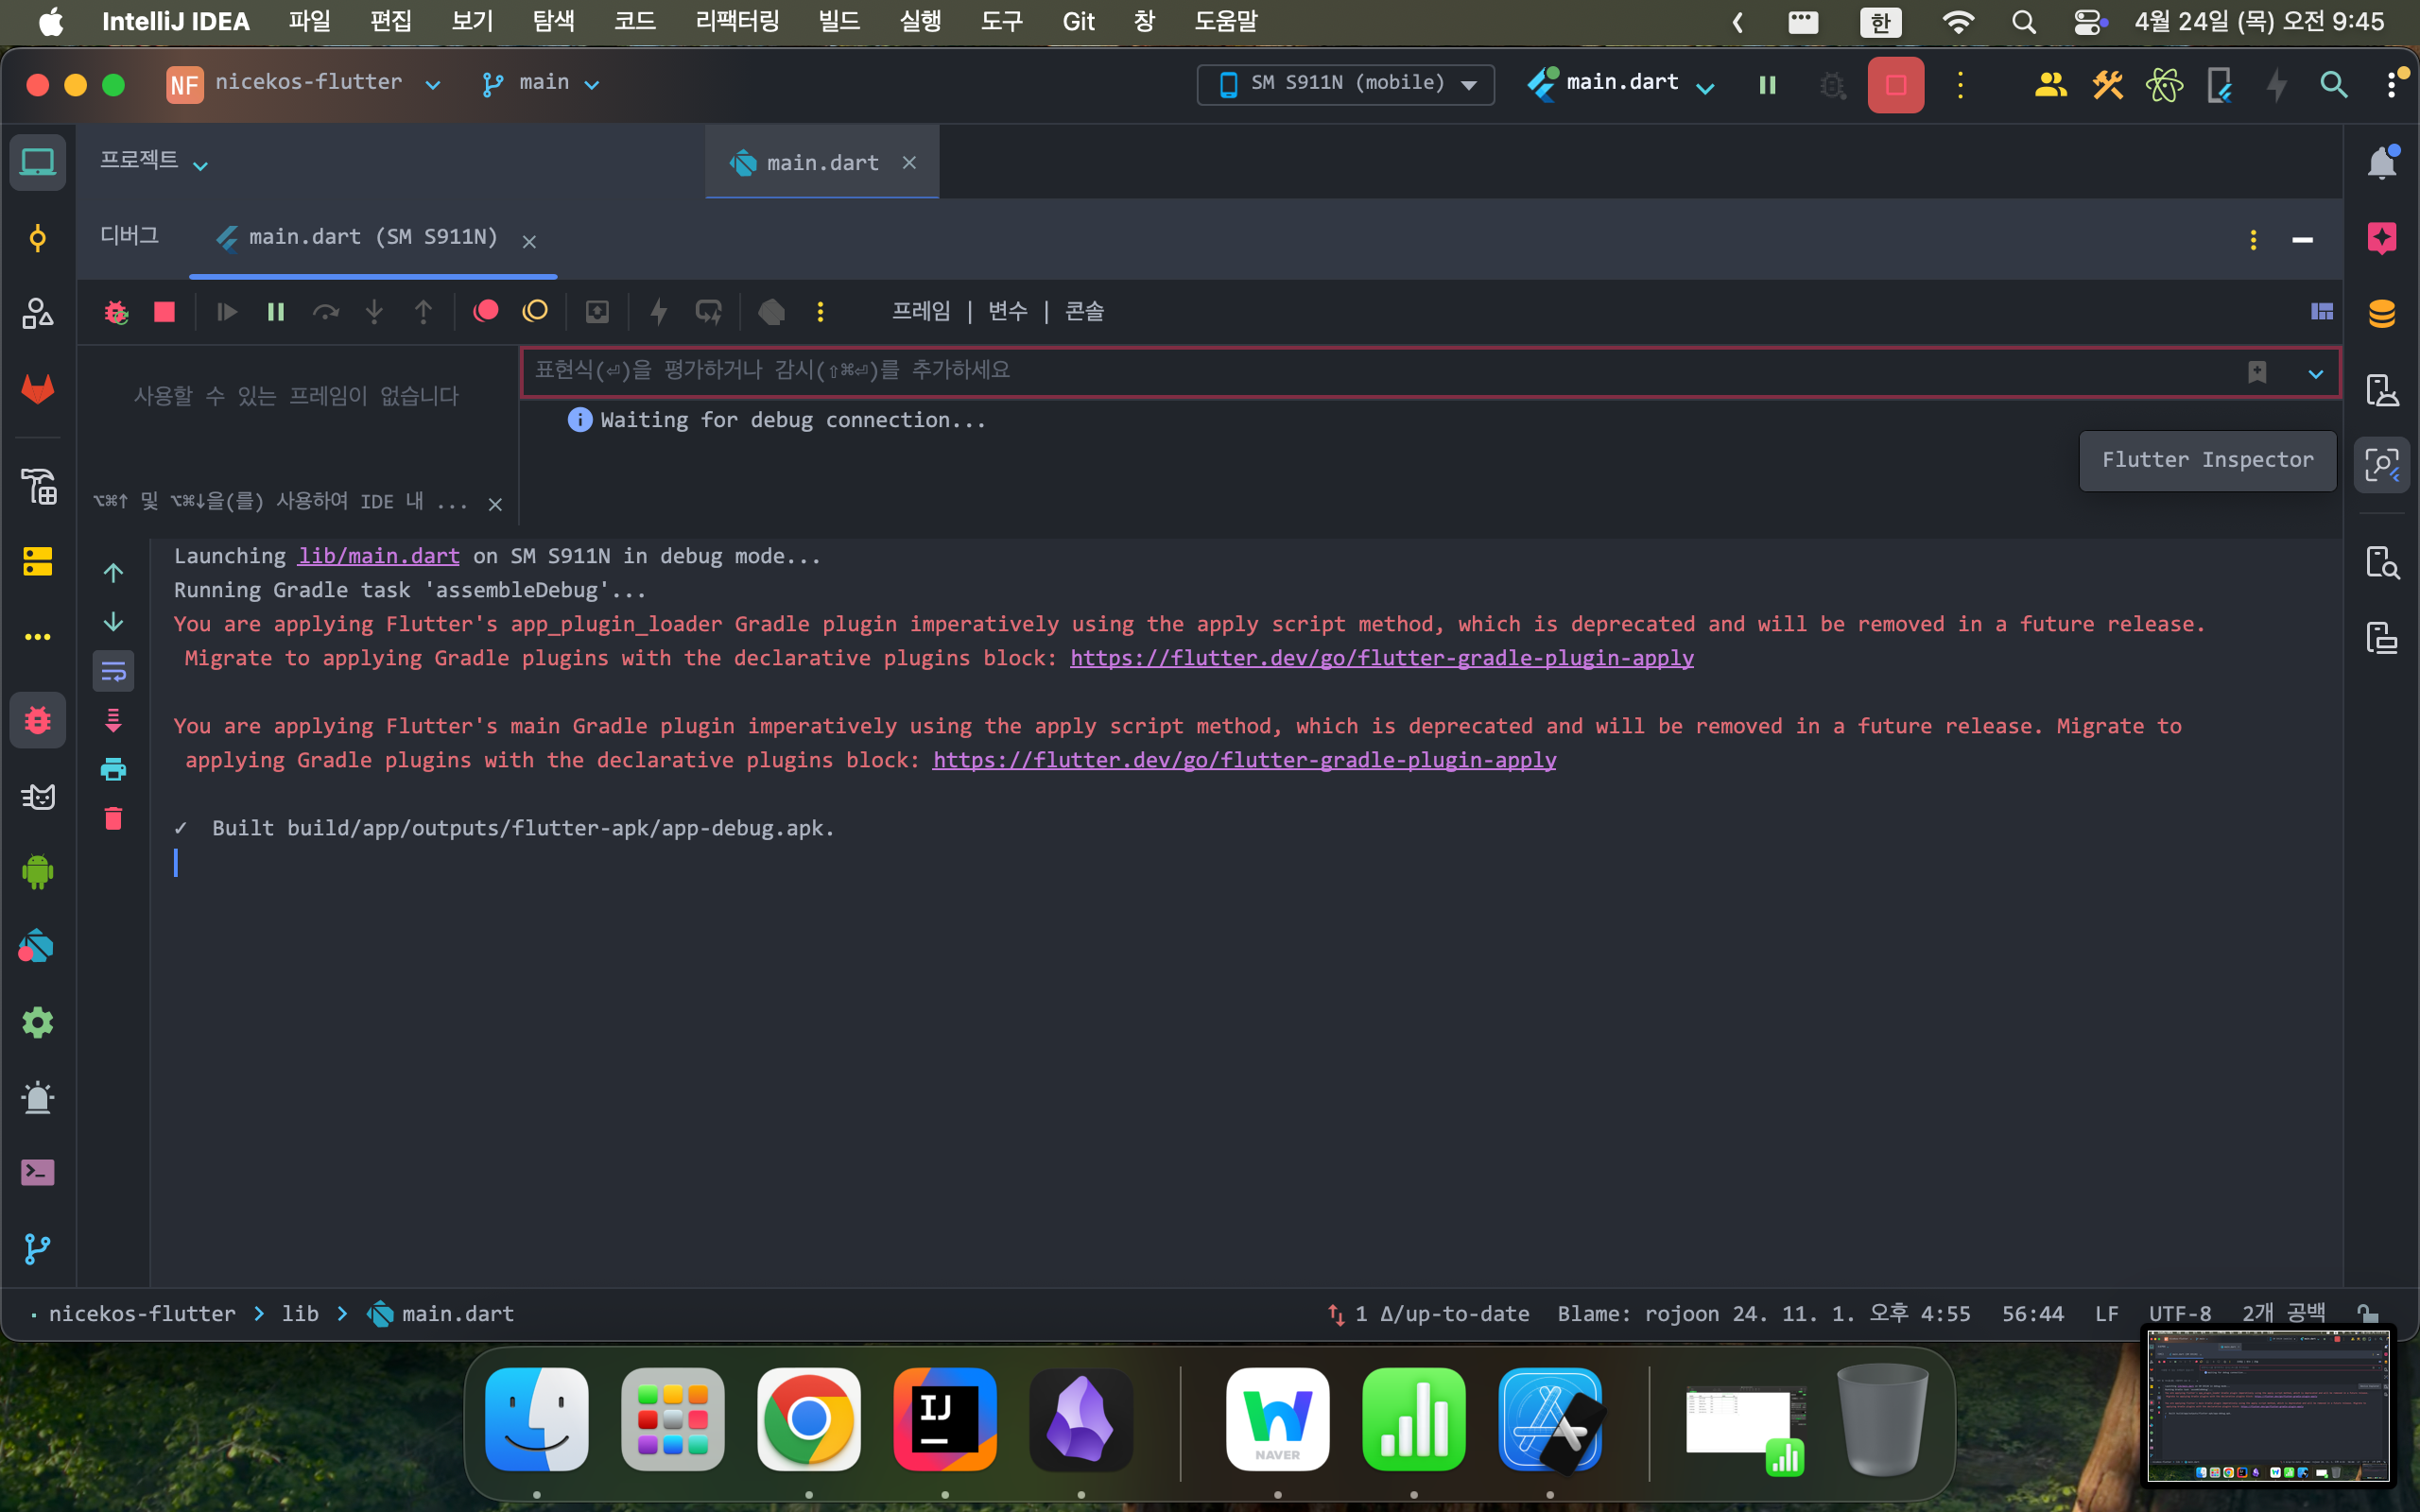 IntelliJ IDEA 파일 편집 보기 탐색 코드 리팩터링 빌드 실행 도구 Git 창 도움말 한 4월 24일 (목) 오전 9:45
NF nicekos-flutter main SM S911N (mobile) main.dart
프로젝트 main.dart
디버그 main.dart (SM S911N)
프레임 | 변수 | 콘솔
표현식(⏎)을 평가하거나 감시(⇧⌘⏎)를 추가하세요
사용할 수 있는 프레임이 없습니다
Waiting for debug connection...
Flutter Inspector
⌥⌘↑ 및 ⌥⌘↓을(를) 사용하여 IDE 내 ...
Launching lib/main.dart on SM S911N in debug mode...
Running Gradle task 'assembleDebug'...
You are applying Flutter's app_plugin_loader Gradle plugin imperatively using the apply script method, which is deprecated and will be removed in a future release.
Migrate to applying Gradle plugins with the declarative plugins block: https://flutter.dev/go/flutter-gradle-plugin-apply
You are applying Flutter's main Gradle plugin imperatively using the apply script method, which is deprecated and will be removed in a future release. Migrate to
applying Gradle plugins with the declarative plugins block: https://flutter.dev/go/flutter-gradle-plugin-apply
✓ Built build/app/outputs/flutter-apk/app-debug.apk.
nicekos-flutter > lib > main.dart 1 Δ/up-to-date Blame: rojoon 24. 11. 1. 오후 4:55 56:44 LF UTF-8 2개 공백
IJ
NAVER